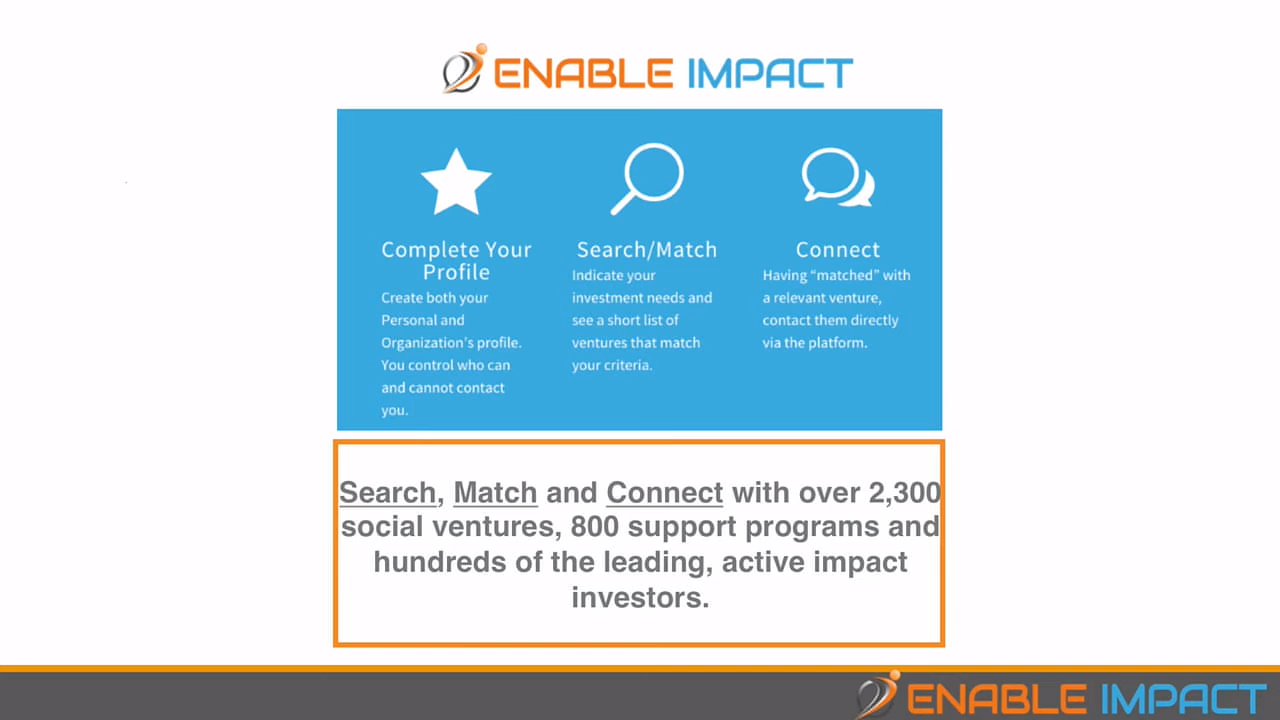 ENABLE IMPACT
Complete Your
Profile
Create both your
Personal and
Organization's profile.
You control who can
and cannot contact
you.
Search/Match
Indicate your
investment needs and
see a short list of
ventures that match
your criteria.
Connect
Having “matched” with
a relevant venture,
contact them directly
via the platform.
Search, Match and Connect with over 2,300
social ventures, 800 support programs and
hundreds of the leading, active impact
investors.
ENABLE IMPACT